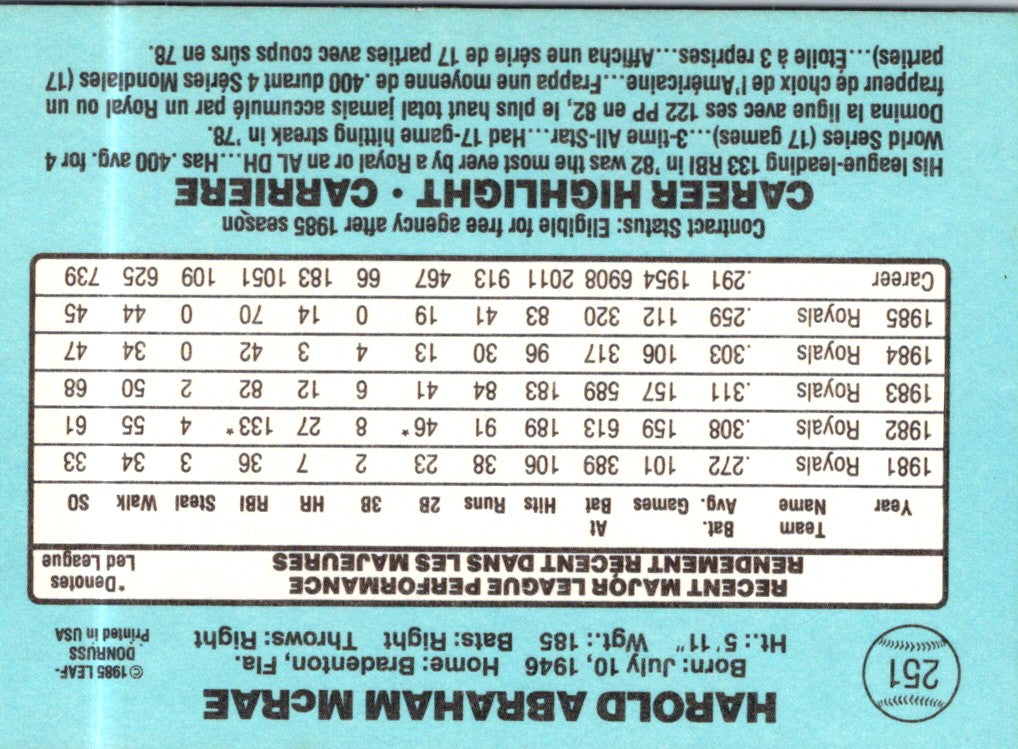 251
HAROLD ABRAHAM McRAE
Born: July 10, 1946 Home: Bradenton, Fla.
Ht.: 5'11" Wgt.: 185 Bats: Right Throws: Right
©1985 LEAF-
DONRUSS
Printed in USA
RECENT MAJOR LEAGUE PERFORMANCE
RENDEMENT RÉCENT DANS LES MAJEURES
*Denotes
Led League
Year Team Name Bat. Avg. Games At Bat Hits Runs 2B 3B HR RBI Steal Walk SO
1981 Royals .272 101 389 106 38 23 2 7 36 3 34 33
1982 Royals .308 159 613 189 91 46* 8 27 133* 4 55 61
1983 Royals .311 157 589 183 84 41 6 12 82 2 50 68
1984 Royals .303 106 317 96 30 13 4 3 42 0 34 47
1985 Royals .259 112 320 83 41 19 0 14 70 0 44 45
Career .291 1954 6908 2011 913 467 66 183 1051 109 625 739
Contract Status: Eligible for free agency after 1985 season
CAREER HIGHLIGHT • CARRIERE
His league-leading 133 RBI in '82 was the most ever by a Royal or an AL DH...Has .400 avg. for 4
World Series (17 games)...3-time All-Star...Had 17-game hitting streak in '78.
Domina la ligue avec ses 122 PP en 82, le plus haut total jamais accumulé par un Royal ou un
frappeur de choix de l'Américaine...Frappa une moyenne de .400 durant 4 Séries Mondiales (17
parties)...Étoile à 3 reprises...Afficha une série de 17 parties avec coups sûrs en 78.